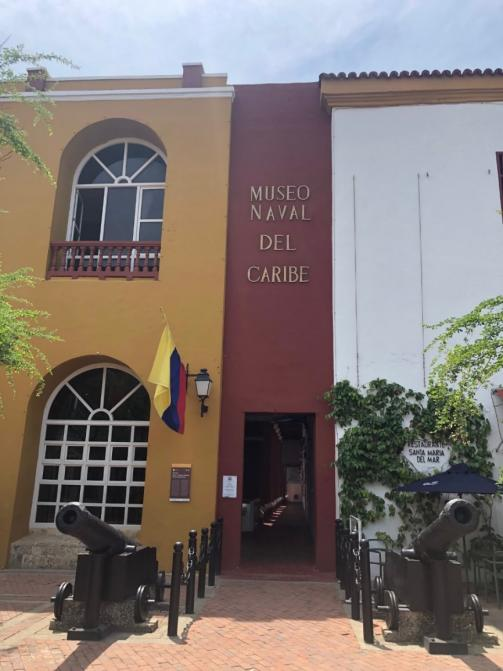 MUSEO
NAVAL
DEL
CARIBE
RESTAURANTE
SANTA MARIA
DEL MAR